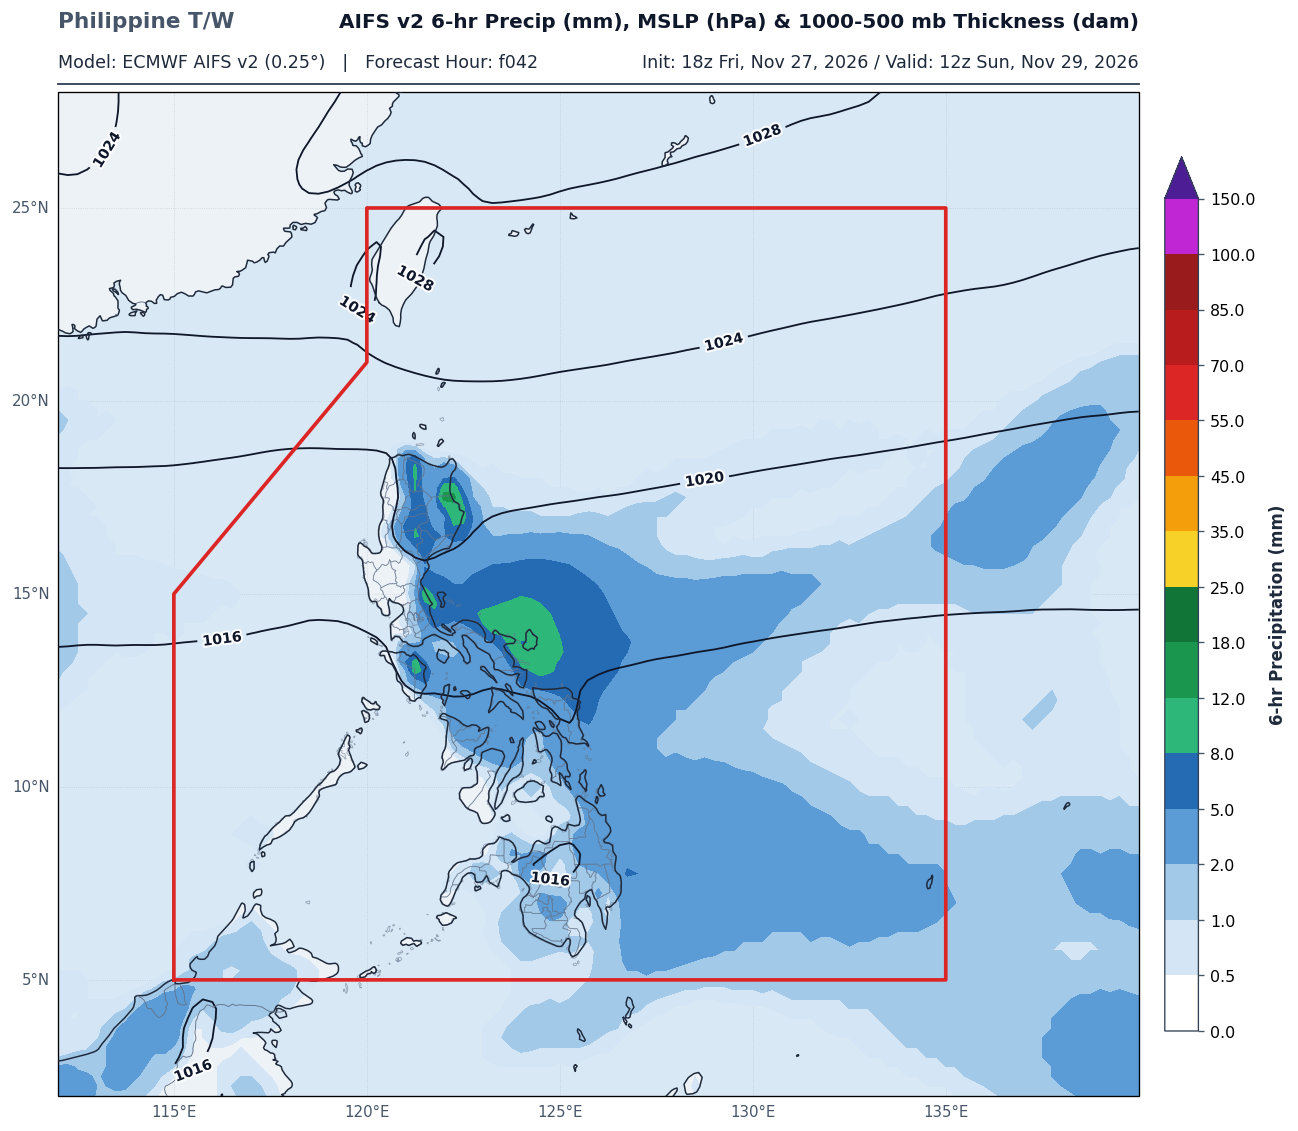 Philippine T/W
AIFS v2 6-hr Precip (mm), MSLP (hPa) & 1000-500 mb Thickness (dam)
Model: ECMWF AIFS v2 (0.25°)   |   Forecast Hour: f042
Init: 18z Fri, Nov 27, 2026 / Valid: 12z Sun, Nov 29, 2026
1024
1028
1028
1024
1024
1020
1016
1016
1016
25°N
20°N
15°N
10°N
5°N
115°E
120°E
125°E
130°E
135°E
150.0
100.0
85.0
70.0
55.0
45.0
35.0
25.0
18.0
12.0
8.0
5.0
2.0
1.0
0.5
0.0
6-hr Precipitation (mm)